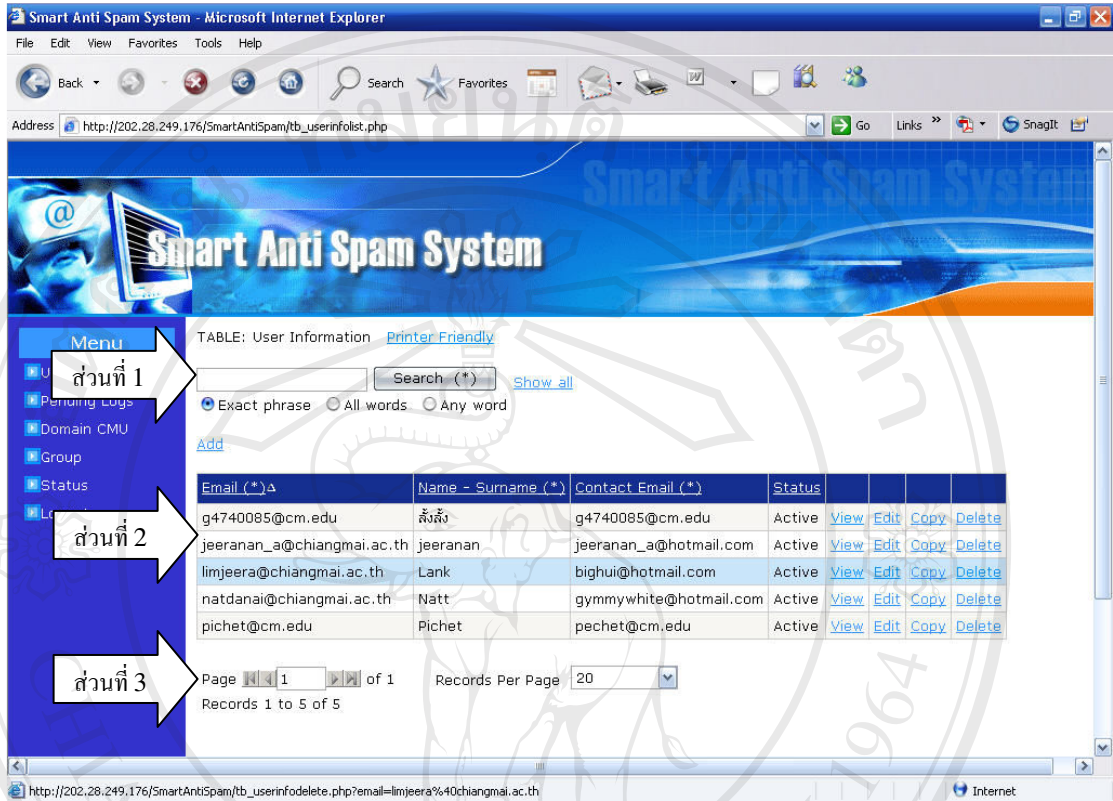 Smart Anti Spam System - Microsoft Internet Explorer
File Edit View Favorites Tools Help
Back Search Favorites
Address http://202.28.249.176/SmartAntiSpam/tb_userinfolist.php Go Links » SnagIt
Smart Anti Spam System
Smart Anti Spam System
Menu
TABLE: User Information Printer Friendly
ส่วนที่ 1
Search (*) Show all
Exact phrase All words Any word
Pending Logs
Domain CMU
Add
Group
Status
Email (*) Name - Surname (*) Contact Email (*) Status
g4740085@cm.edu ลั้งลั้ง g4740085@cm.edu Active View Edit Copy Delete
ส่วนที่ 2
jeeranan_a@chiangmai.ac.th jeeranan jeeranan_a@hotmail.com Active View Edit Copy Delete
limjeera@chiangmai.ac.th Lank bighui@hotmail.com Active View Edit Copy Delete
natdanai@chiangmai.ac.th Natt gymmywhite@hotmail.com Active View Edit Copy Delete
pichet@cm.edu Pichet pechet@cm.edu Active View Edit Copy Delete
ส่วนที่ 3
Page 1 of 1 Records Per Page 20
Records 1 to 5 of 5
1964
http://202.28.249.176/SmartAntiSpam/tb_userinfodelete.php?email=limjeera%40chiangmai.ac.th Internet